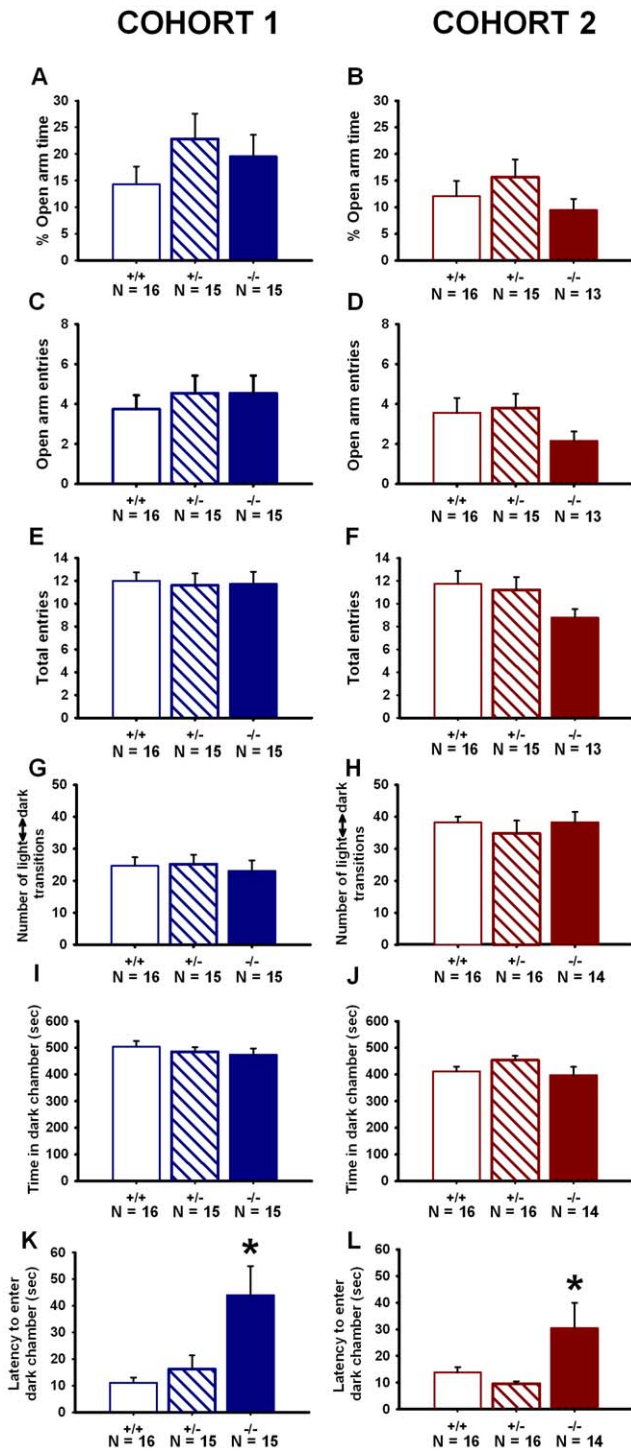 COHORT 1 COHORT 2
A B
% Open arm time
30
25
20
15
10
5
0
+/+ +/- -/-
N = 16 N = 15 N = 15
% Open arm time
30
25
20
15
10
5
0
+/+ +/- -/-
N = 16 N = 15 N = 13
C D
Open arm entries
8
6
4
2
0
+/+ +/- -/-
N = 16 N = 15 N = 15
Open arm entries
8
6
4
2
0
+/+ +/- -/-
N = 16 N = 15 N = 13
E F
Total entries
14
12
10
8
6
4
2
0
+/+ +/- -/-
N = 16 N = 15 N = 15
Total entries
14
12
10
8
6
4
2
0
+/+ +/- -/-
N = 16 N = 15 N = 13
G H
Number of light↔dark
transitions
50
40
30
20
10
0
+/+ +/- -/-
N = 16 N = 15 N = 15
Number of light↔dark
transitions
50
40
30
20
10
0
+/+ +/- -/-
N = 16 N = 16 N = 14
I J
Time in dark chamber (sec)
600
500
400
300
200
100
0
+/+ +/- -/-
N = 16 N = 15 N = 15
Time in dark chamber (sec)
600
500
400
300
200
100
0
+/+ +/- -/-
N = 16 N = 16 N = 14
K L
Latency to enter
dark chamber (sec)
60
50
40
30
20
10
0
*
+/+ +/- -/-
N = 16 N = 15 N = 15
Latency to enter
dark chamber (sec)
60
50
40
30
20
10
0
*
+/+ +/- -/-
N = 16 N = 16 N = 14